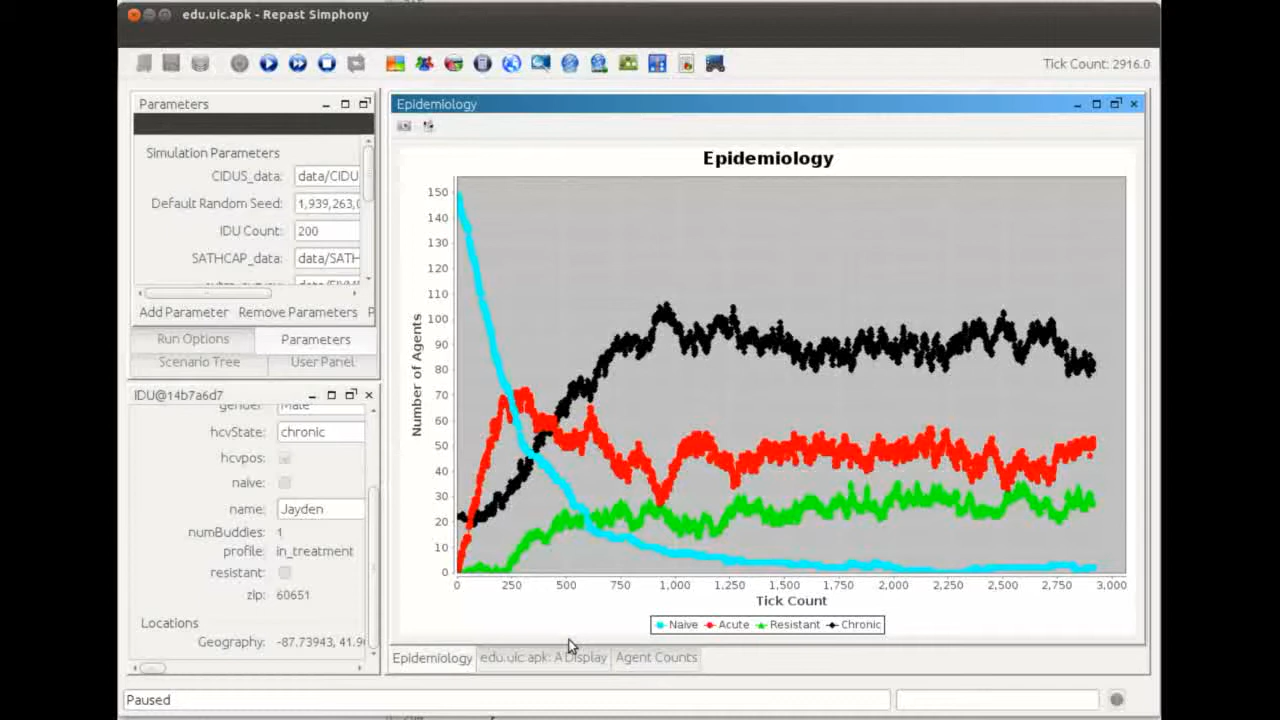 edu.uic.apk - Repast Simphony
Tick Count: 2916.0
Parameters
Simulation Parameters
CIDUS_data: data/CIDU
Default Random Seed: 1,939,263,0
IDU Count: 200
SATHCAP_data: data/SATH
Add Parameter Remove Parameters P
Run Options Parameters
Scenario Tree User Panel
IDU@14b7a6d7
gender: Male
hcvState: chronic
hcvpos:
naive:
name: Jayden
numBuddies: 1
profile: in_treatment
resistant:
zip: 60651
Locations
Geography: -87.73943, 41.90
Epidemiology
Epidemiology
Number of Agents
150
140
130
120
110
100
90
80
70
60
50
40
30
20
10
0
0 250 500 750 1,000 1,250 1,500 1,750 2,000 2,250 2,500 2,750 3,000
Tick Count
Naive Acute Resistant Chronic
Epidemiology edu.uic.apk: A Display Agent Counts
Paused